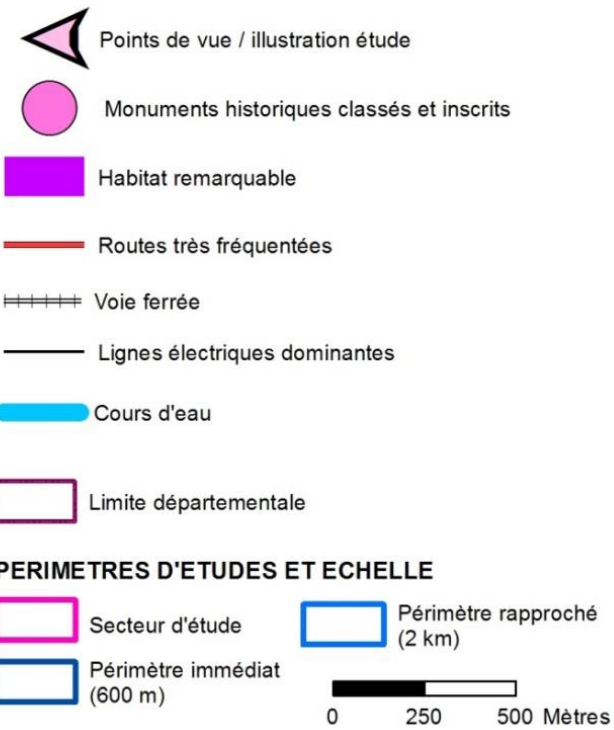 Points de vue / illustration étude
Monuments historiques classés et inscrits
Habitat remarquable
Routes très fréquentées
Voie ferrée
Lignes électriques dominantes
Cours d'eau
Limite départementale
PERIMETRES D'ETUDES ET ECHELLE
Secteur d'étude
Périmètre immédiat
(600 m)
Périmètre rapproché
(2 km)
0 250 500 Mètres